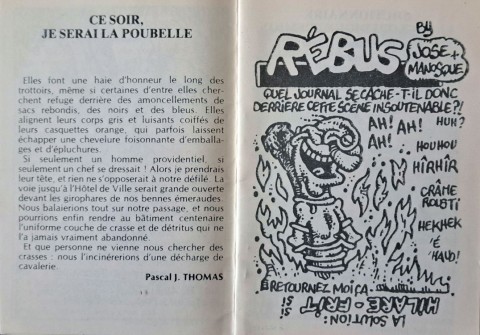 CE SOIR,
JE SERAI LA POUBELLE
Elles font une haie d'honneur le long des
trottoirs, même si certaines d'entre elles cher-
chent refuge derrière des amoncellements de
sacs rebondis, des noirs et des bleus. Elles
alignent leurs corps gris et luisants coiffés de
leurs casquettes orange, qui parfois laissent
échapper une chevelure foisonnante d'emballa-
ges et d'épluchures.
Si seulement un homme providentiel, si
seulement un chef se dressait ! Alors je prendrais
leur tête, et rien ne s'opposerait à notre défilé. La
voie jusqu'à l'Hôtel de Ville serait grande ouverte
devant les girophares de nos bennes émeraudes.
Nous balaierions tout sur notre passage, et nous
pourrions enfin rendre au bâtiment centenaire
l'uniforme couche de crasse et de détritus qui ne
l'a jamais vraiment abandonné.
Et que personne ne vienne nous chercher des
crasses : nous l'incinérerions d'une décharge de
cavalerie.
Pascal J. THOMAS
R-ÉBUS
BY
JOSE +
MANOSQUE
QUEL JOURNAL SE CACHE-T-IL DONC
DERRIÈRE CETTE SCÈNE INSOUTENABLE?!
AH!
AH!
AH!
HUH?
HOUHOU
HÎRHÎR
CRÂME
ROUSTI
HEKHEK
'É
'HAUD!
RETOURNEZ MOIÇA
LA SOLUTION:
HILARE-FRIT
SI
SI